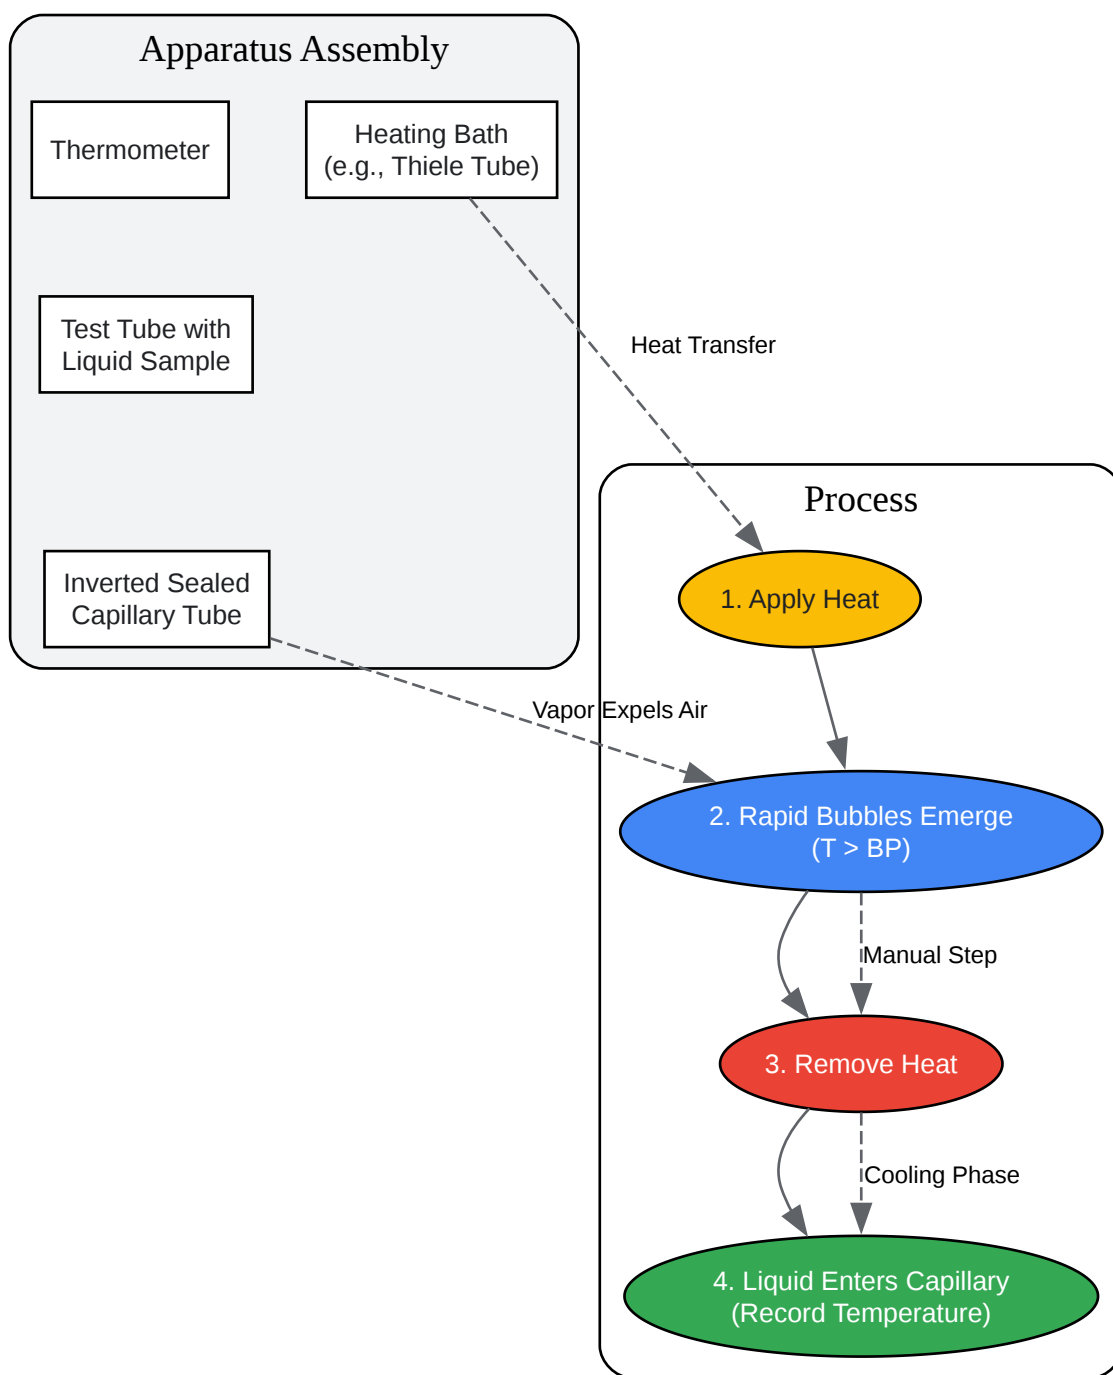 Apparatus Assembly
Thermometer
Heating Bath
(e.g., Thiele Tube)
Test Tube with
Liquid Sample
Heat Transfer
Inverted Sealed
Capillary Tube
Process
1. Apply Heat
Vapor Expels Air
2. Rapid Bubbles Emerge
(T > BP)
Manual Step
3. Remove Heat
Cooling Phase
4. Liquid Enters Capillary
(Record Temperature)